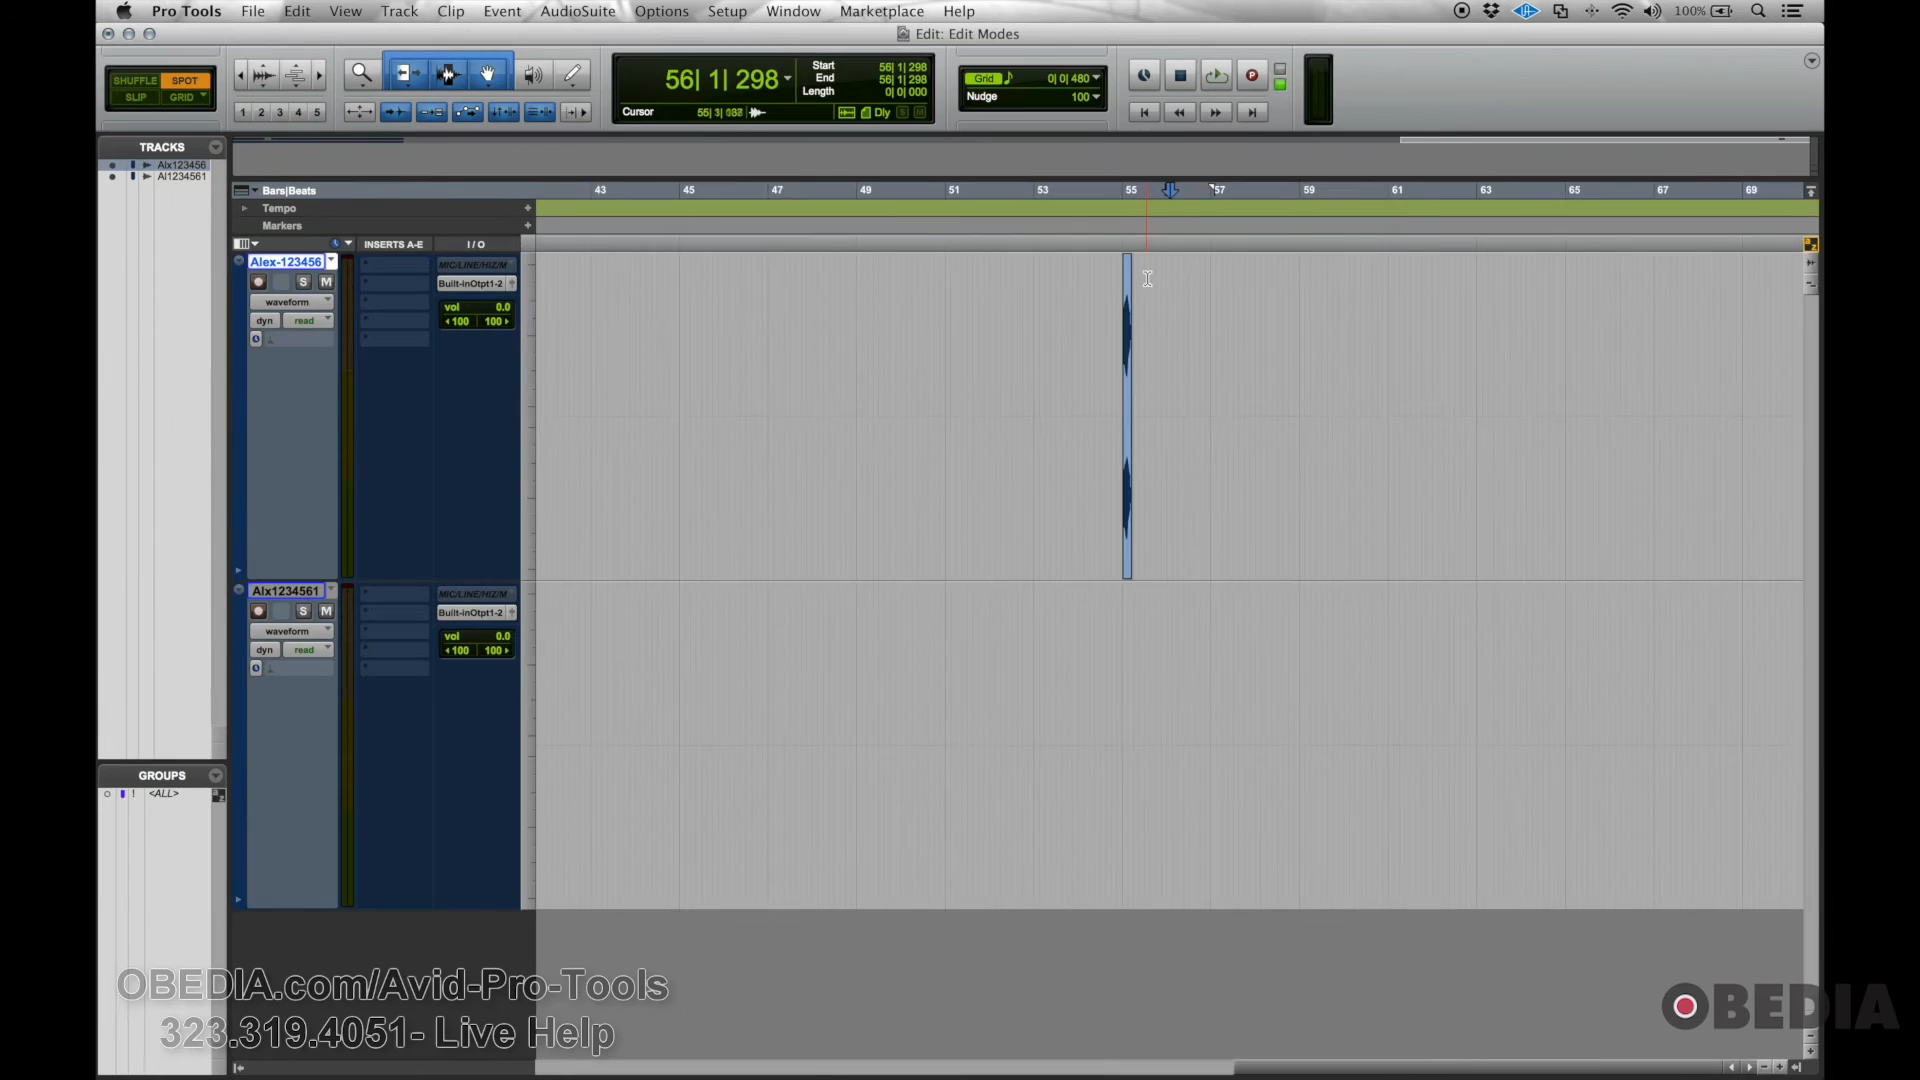 Pro Tools File Edit View Track Clip Event AudioSuite Options Setup Window Marketplace Help 100%
Edit: Edit Modes
SHUFFLE SPOT
SLIP GRID
1 2 3 4 5
56| 1| 298
Start 56| 1| 298
End 56| 1| 298
Length 0| 0| 000
Cursor Dly
Grid 0| 0| 480
Nudge 100
TRACKS
Alx123456
Al1234561
Bars|Beats 43 45 47 49 51 53 55 57 59 61 63 65 67 69
Tempo
Markers
INSERTS A-E I / O
Alex-123456
S M
waveform
dyn read
MIC/LINE/HIZ/M
Built-inOtpt1-2
vol 0.0
100 100
Alx1234561
S M
waveform
dyn read
MIC/LINE/HIZ/M
Built-inOtpt1-2
vol 0.0
100 100
GROUPS
! <ALL>
OBEDIA.com/Avid-Pro-Tools
323.319.4051- Live Help
OBEDIA